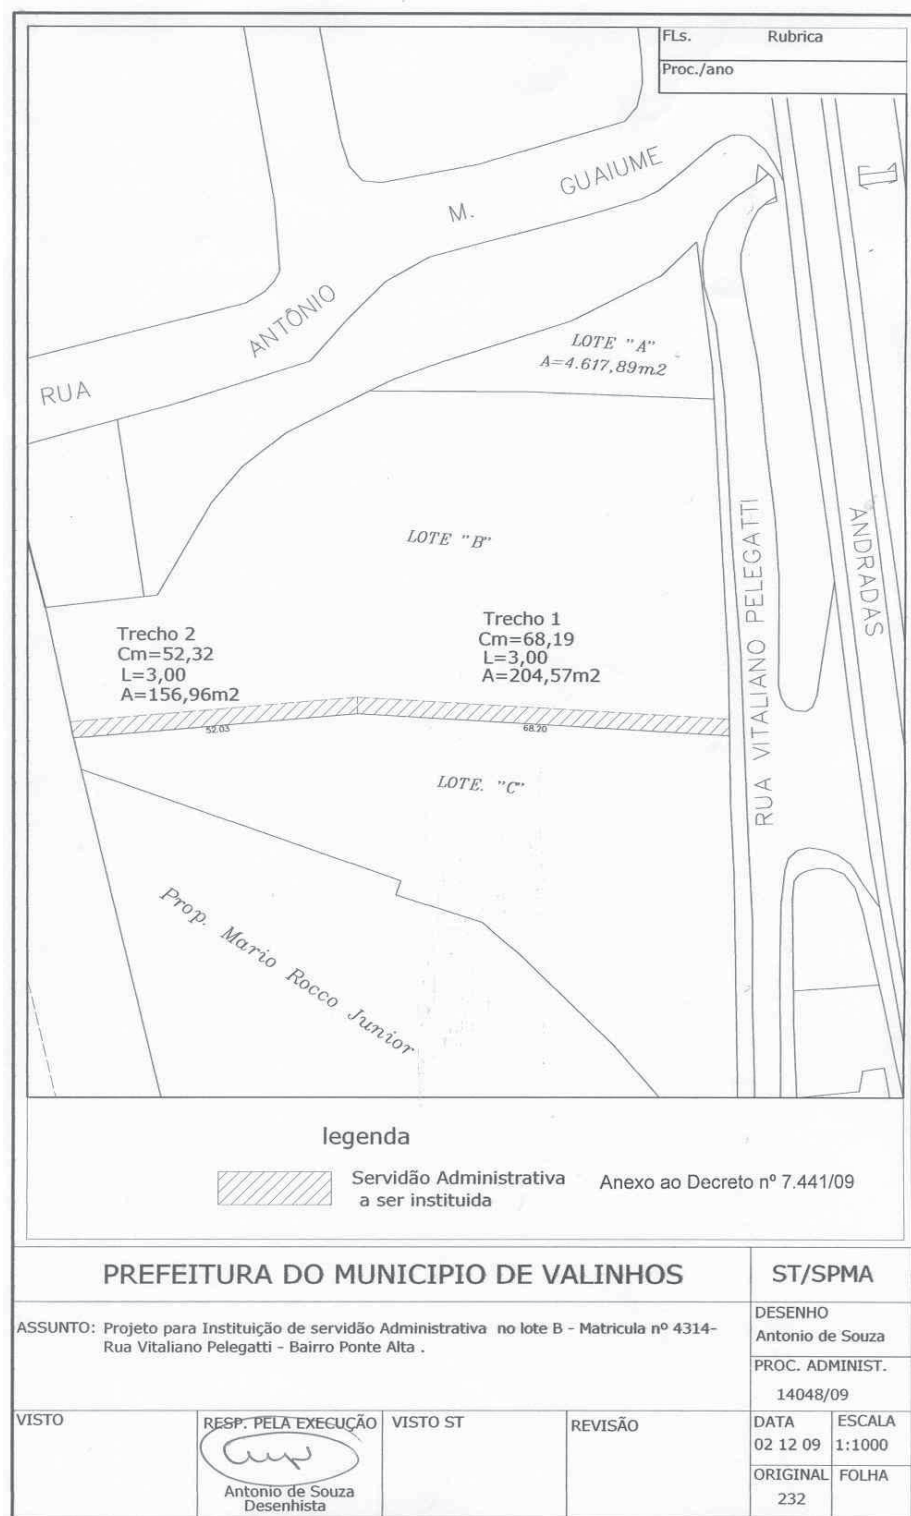 FLs. Rubrica
Proc./ano
GUAIUME
M.
ANTÔNIO
RUA
LOTE "A"
A=4.617,89m2
LOTE "B"
RUA VITALIANO PELEGATTI
ANDRADAS
Trecho 2
Cm=52,32
L=3,00
A=156,96m2
Trecho 1
Cm=68,19
L=3,00
A=204,57m2
52.03
68.20
LOTE. "C"
Prop. Mario Rocco Junior
legenda
Servidão Administrativa
a ser instituida
Anexo ao Decreto nº 7.441/09
PREFEITURA DO MUNICIPIO DE VALINHOS
ST/SPMA
ASSUNTO: Projeto para Instituição de servidão Administrativa no lote B - Matricula nº 4314-
Rua Vitaliano Pelegatti - Bairro Ponte Alta .
DESENHO
Antonio de Souza
PROC. ADMINIST.
14048/09
VISTO
RESP. PELA EXECUÇÃO
Antonio de Souza
Desenhista
VISTO ST
REVISÃO
DATA
02 12 09
ESCALA
1:1000
ORIGINAL
232
FOLHA